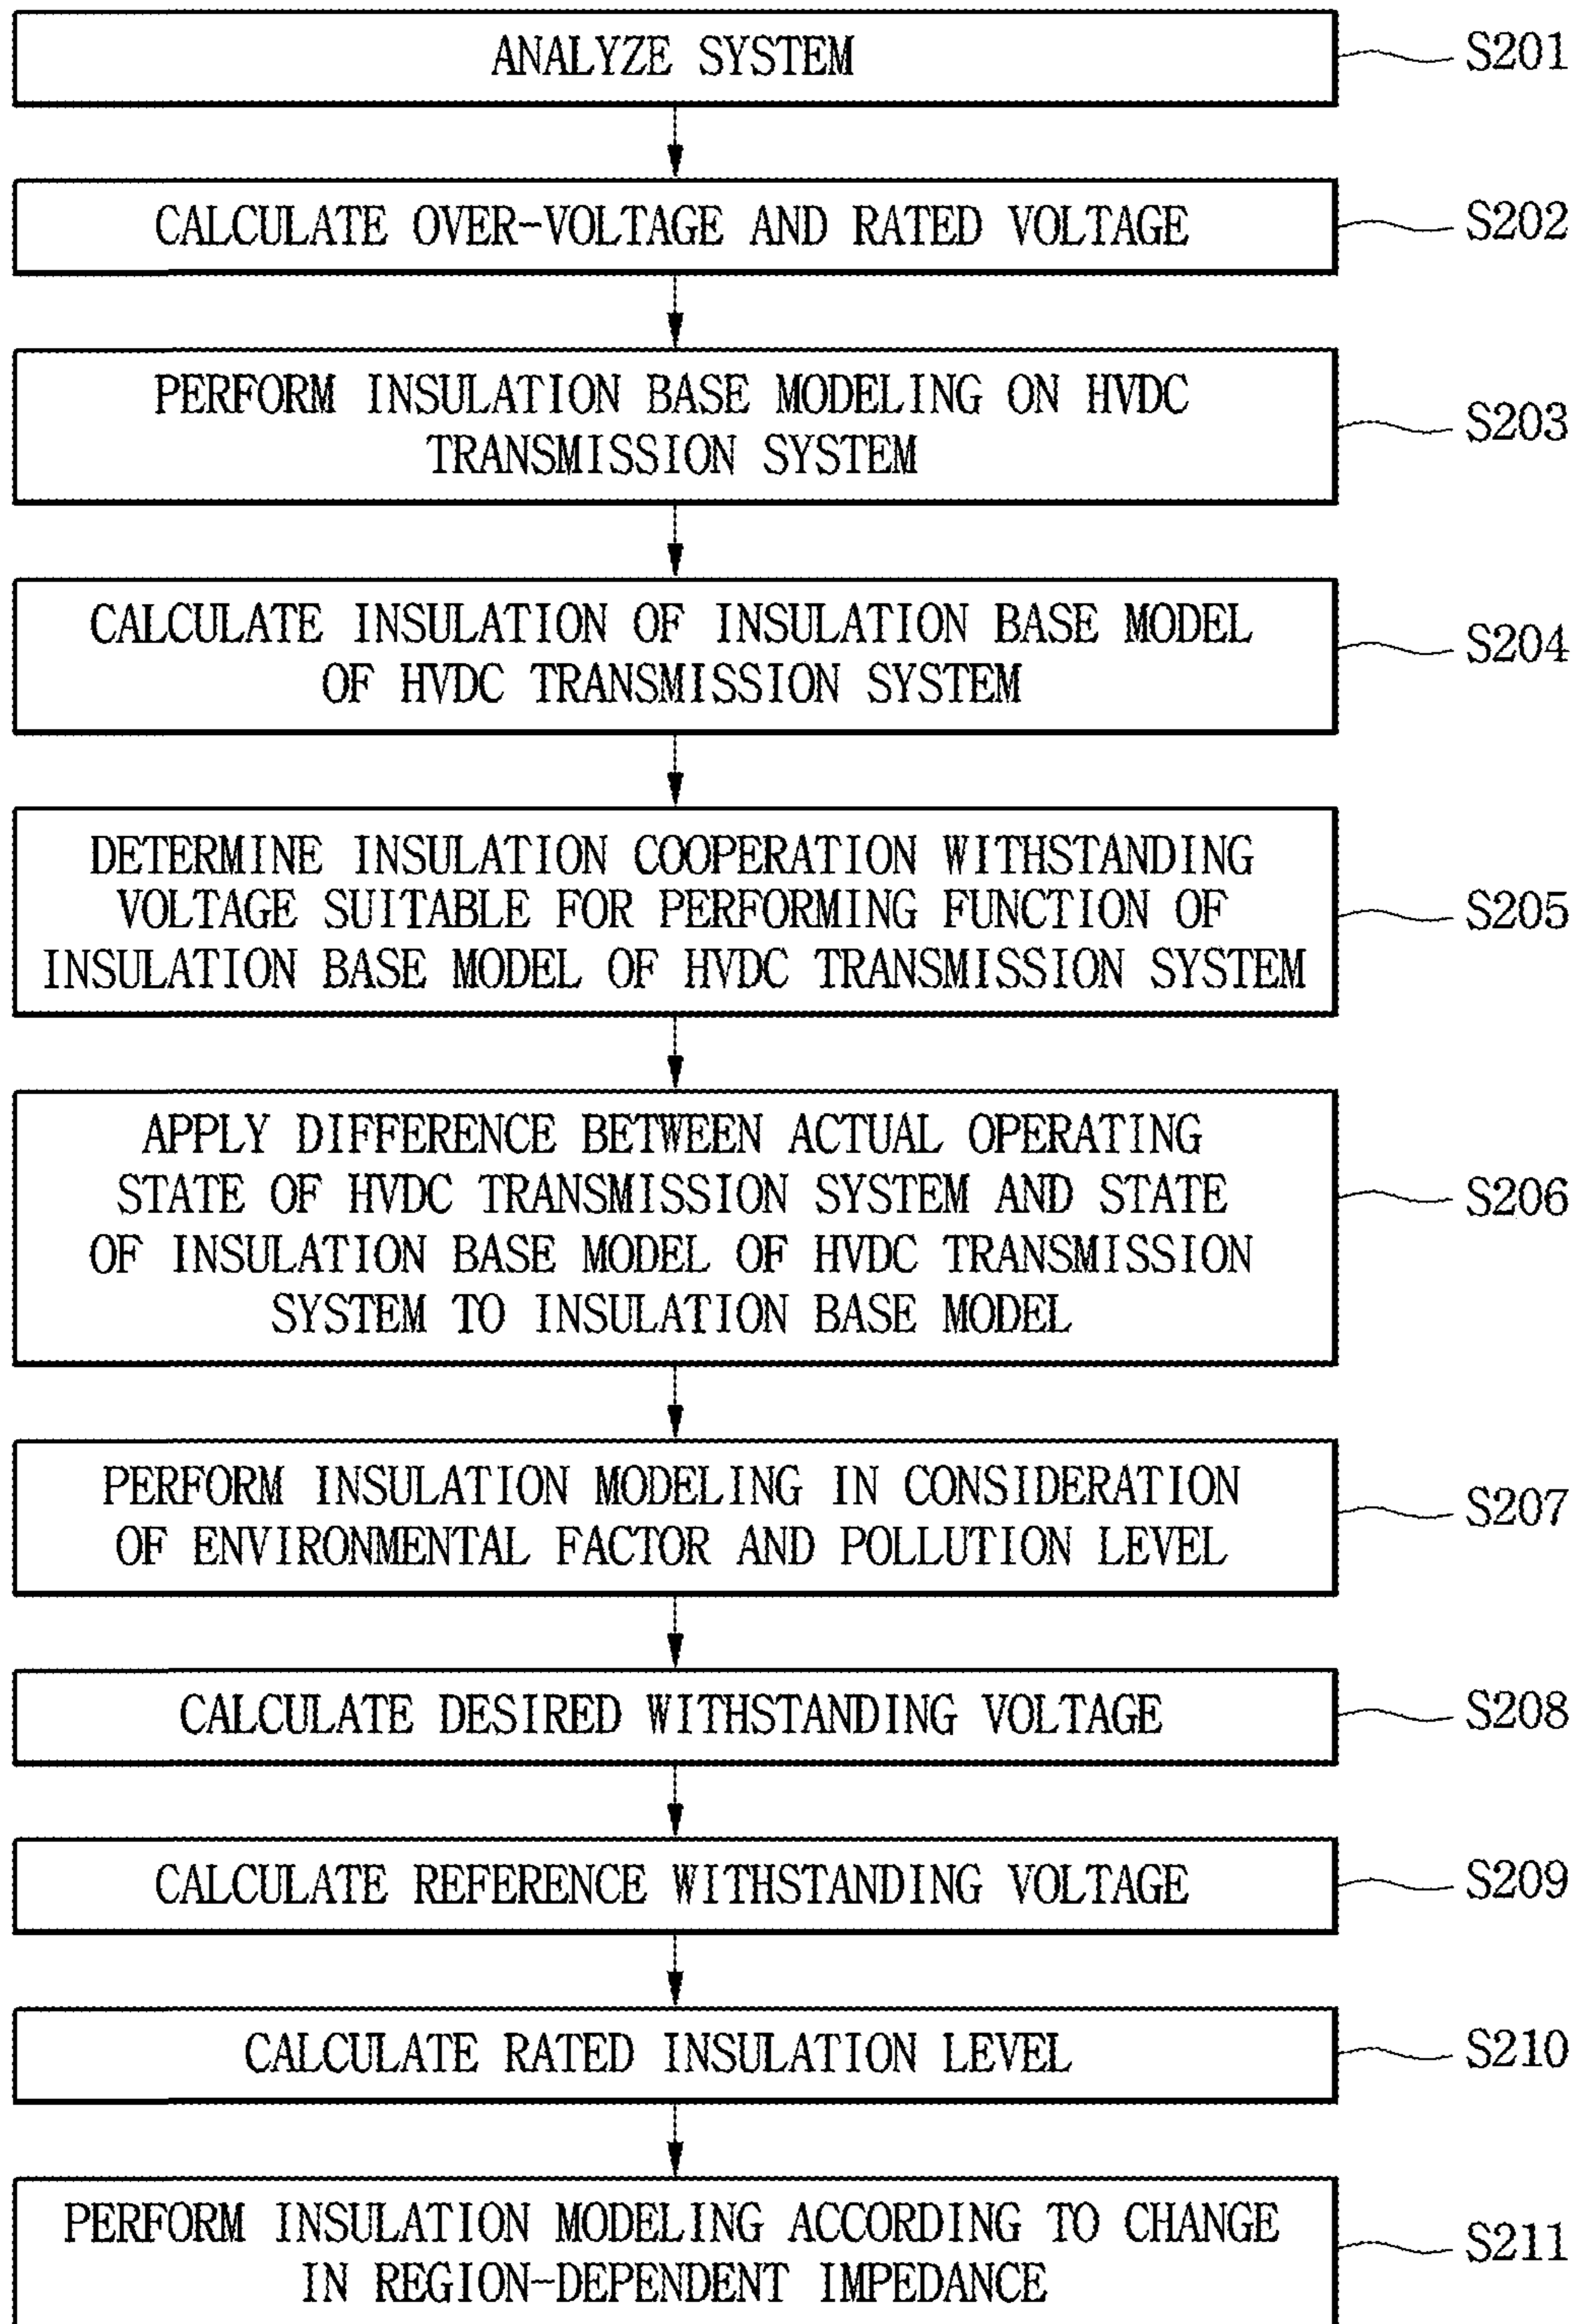 ANALYZE SYSTEM
S201
CALCULATE OVER-VOLTAGE AND RATED VOLTAGE
S202
PERFORM INSULATION BASE MODELING ON HVDC
TRANSMISSION SYSTEM
S203
CALCULATE INSULATION OF INSULATION BASE MODEL
OF HVDC TRANSMISSION SYSTEM
S204
DETERMINE INSULATION COOPERATION WITHSTANDING
VOLTAGE SUITABLE FOR PERFORMING FUNCTION OF
INSULATION BASE MODEL OF HVDC TRANSMISSION SYSTEM
S205
APPLY DIFFERENCE BETWEEN ACTUAL OPERATING
STATE OF HVDC TRANSMISSION SYSTEM AND STATE
OF INSULATION BASE MODEL OF HVDC TRANSMISSION
SYSTEM TO INSULATION BASE MODEL
S206
PERFORM INSULATION MODELING IN CONSIDERATION
OF ENVIRONMENTAL FACTOR AND POLLUTION LEVEL
S207
CALCULATE DESIRED WITHSTANDING VOLTAGE
S208
CALCULATE REFERENCE WITHSTANDING VOLTAGE
S209
CALCULATE RATED INSULATION LEVEL
S210
PERFORM INSULATION MODELING ACCORDING TO CHANGE
IN REGION-DEPENDENT IMPEDANCE
S211